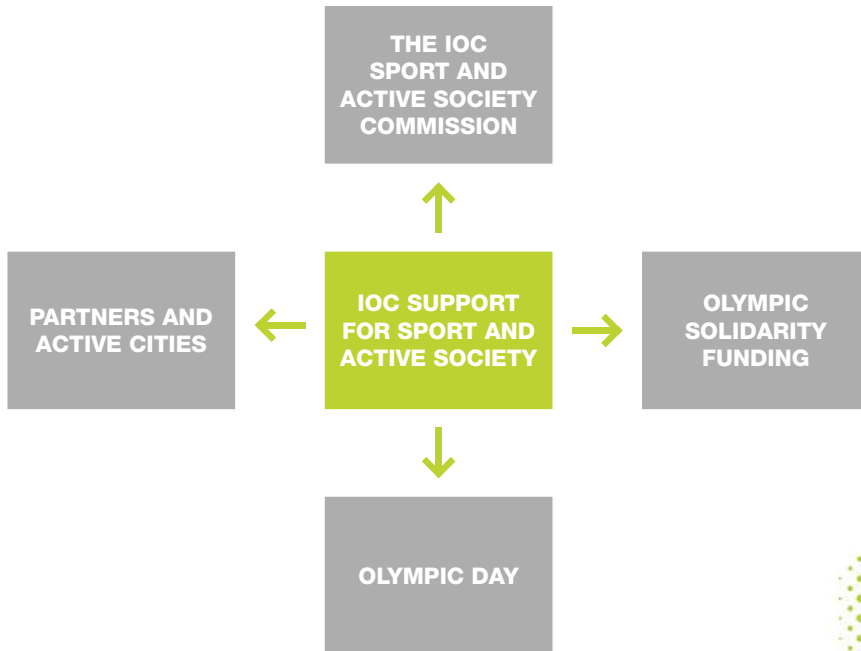 THE IOC
SPORT AND
ACTIVE SOCIETY
COMMISSION
PARTNERS AND
ACTIVE CITIES
IOC SUPPORT
FOR SPORT AND
ACTIVE SOCIETY
OLYMPIC
SOLIDARITY
FUNDING
OLYMPIC DAY